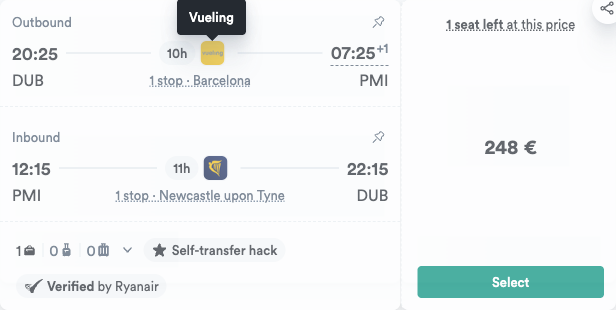 Vueling
Outbound
1 seat left at this price
20:25 10h vueling 07:25+1
DUB 1 stop · Barcelona PMI
248 €
Inbound
12:15 11h 22:15
PMI 1 stop · Newcastle upon Tyne DUB
1 0 0 Self-transfer hack
Verified by Ryanair
Select